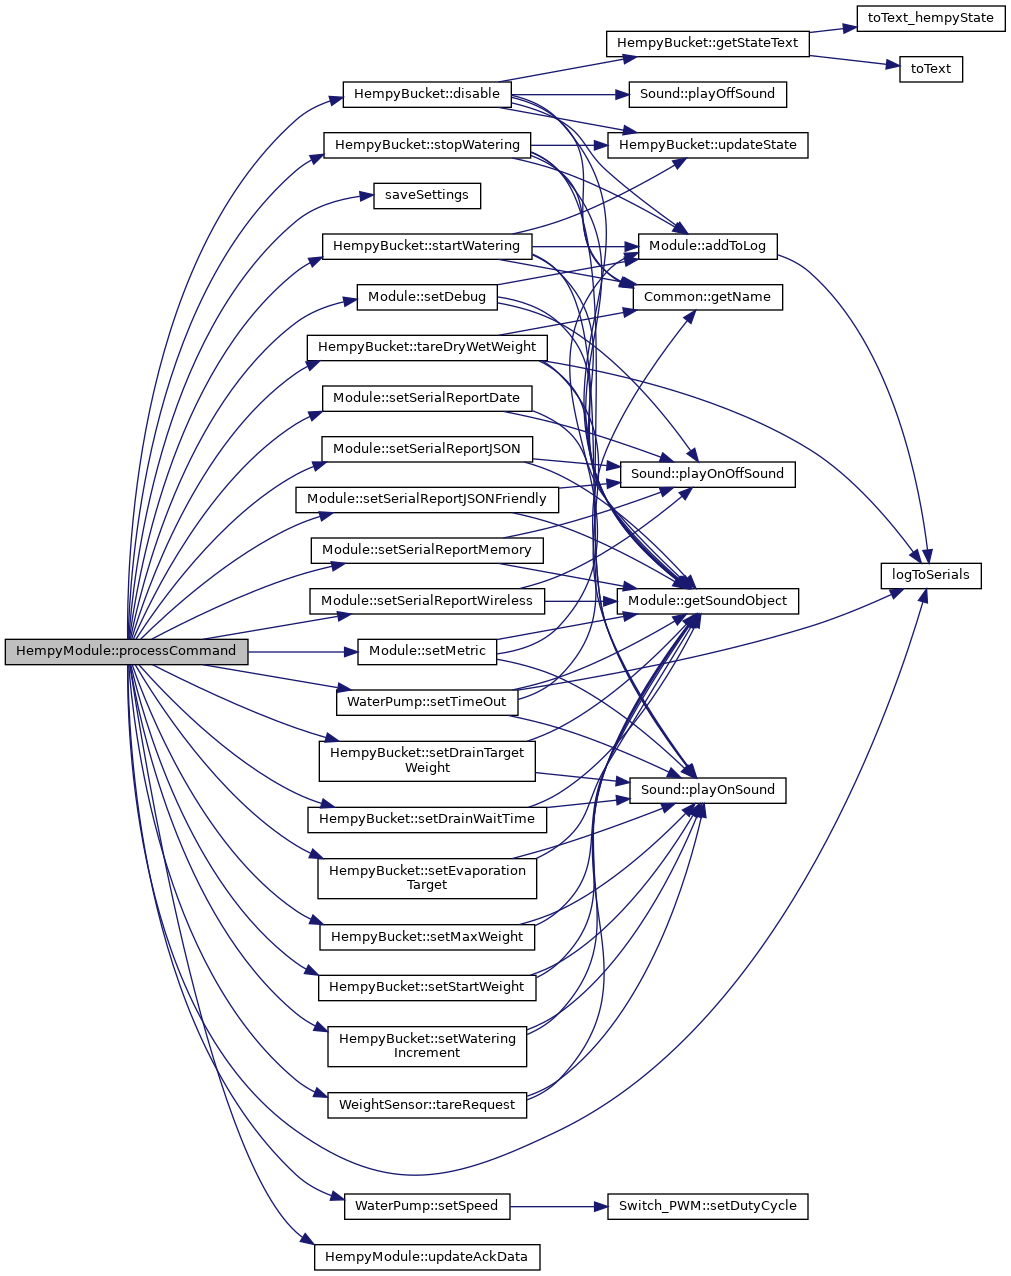 toText_hempyState
HempyBucket::getStateText
toText
HempyBucket::disable
Sound::playOffSound
HempyBucket::stopWatering
HempyBucket::updateState
saveSettings
HempyBucket::startWatering
Module::addToLog
Module::setDebug
Common::getName
HempyBucket::tareDryWetWeight
Module::setSerialReportDate
Module::setSerialReportJSON
Sound::playOnOffSound
Module::setSerialReportJSONFriendly
Module::setSerialReportMemory
logToSerials
Module::setSerialReportWireless
Module::getSoundObject
HempyModule::processCommand
Module::setMetric
WaterPump::setTimeOut
HempyBucket::setDrainTarget
Weight
Sound::playOnSound
HempyBucket::setDrainWaitTime
HempyBucket::setEvaporation
Target
HempyBucket::setMaxWeight
HempyBucket::setStartWeight
HempyBucket::setWatering
Increment
WeightSensor::tareRequest
WaterPump::setSpeed
Switch_PWM::setDutyCycle
HempyModule::updateAckData